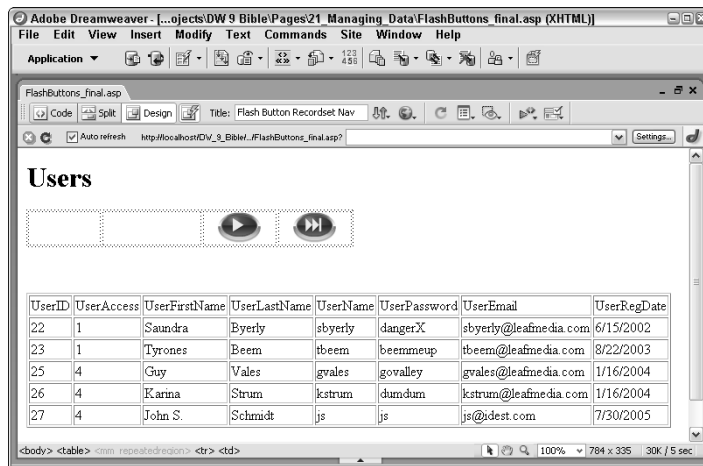 Adobe Dreamweaver - [...ojects\DW 9 Bible\Pages\21_Managing_Data\FlashButtons_final.asp (XHTML)]
File Edit View Insert Modify Text Commands Site Window Help
Application
FlashButtons_final.asp
Code Split Design Title: Flash Button Recordset Nav
Auto refresh http://localhost/DW_9_Bible/.../FlashButtons_final.asp? Settings...
Users
UserID UserAccess UserFirstName UserLastName UserName UserPassword UserEmail UserRegDate
22 1 Saundra Byerly sbyerly dangerX sbyerly@leafmedia.com 6/15/2002
23 1 Tyrones Beem tbeem beemmeup tbeem@leafmedia.com 8/22/2003
25 4 Guy Vales gvales govalley gvales@leafmedia.com 1/16/2004
26 4 Karina Strum kstrum dumdum kstrum@leafmedia.com 1/16/2004
27 4 John S. Schmidt js js js@idest.com 7/30/2005
<body> <table> <mm:repeatedregion> <tr> <td> 100% 784 x 335 30K / 5 sec